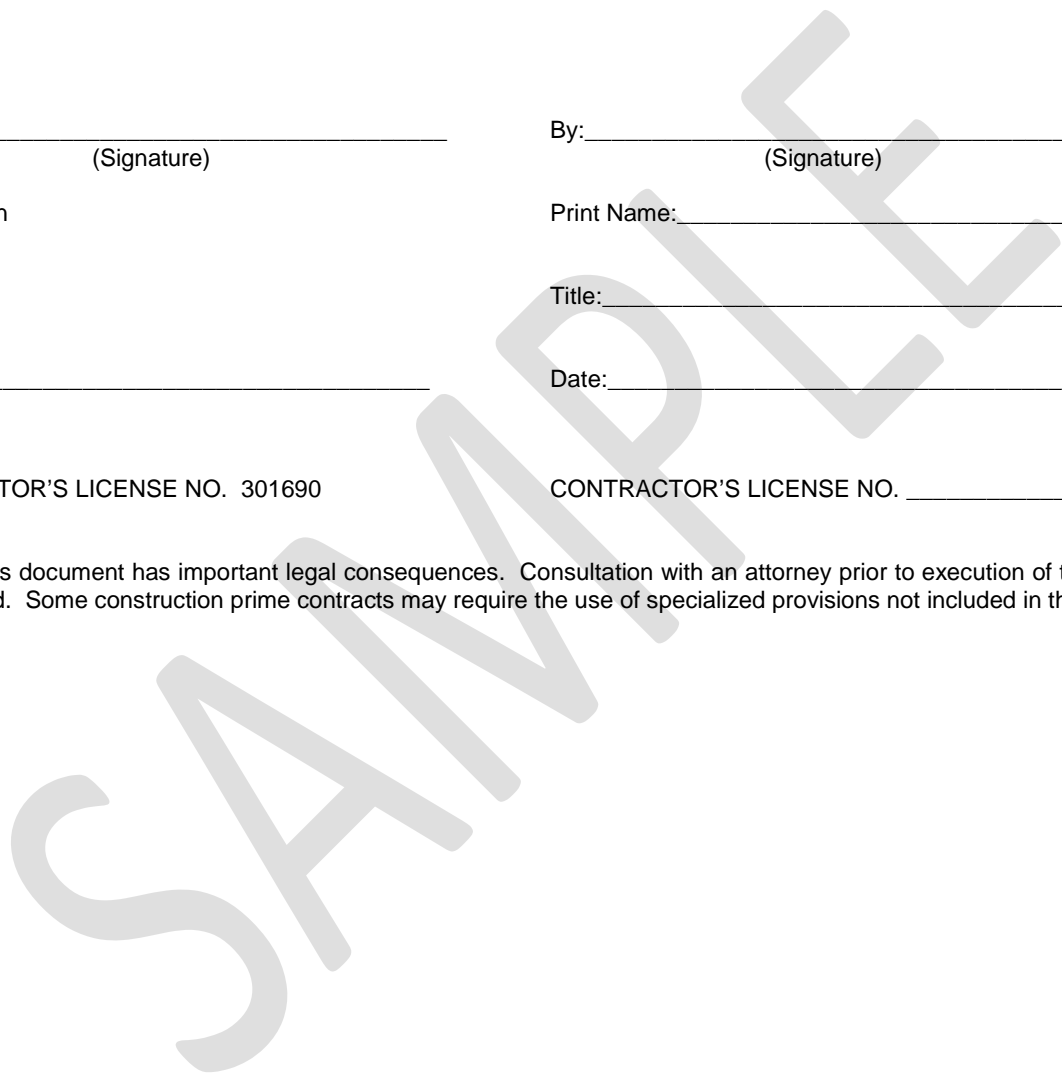 By:
(Signature) (Signature)
Print Name:
Title:
Date:
TOR'S LICENSE NO. 301690 CONTRACTOR'S LICENSE NO.
s document has important legal consequences. Consultation with an attorney prior to execution of
d. Some construction prime contracts may require the use of specialized provisions not included in
SAMPLE